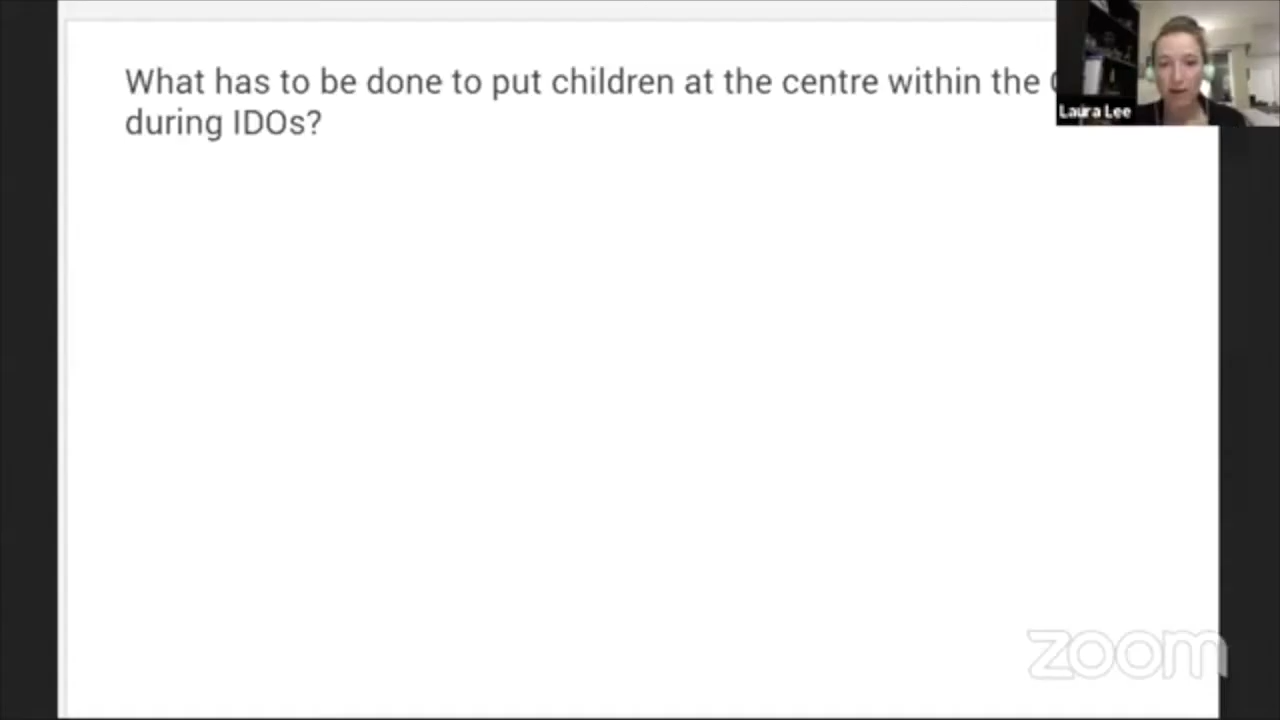 What has to be done to put children at the centre within the
during IDOs?
Laura Lee
zoom